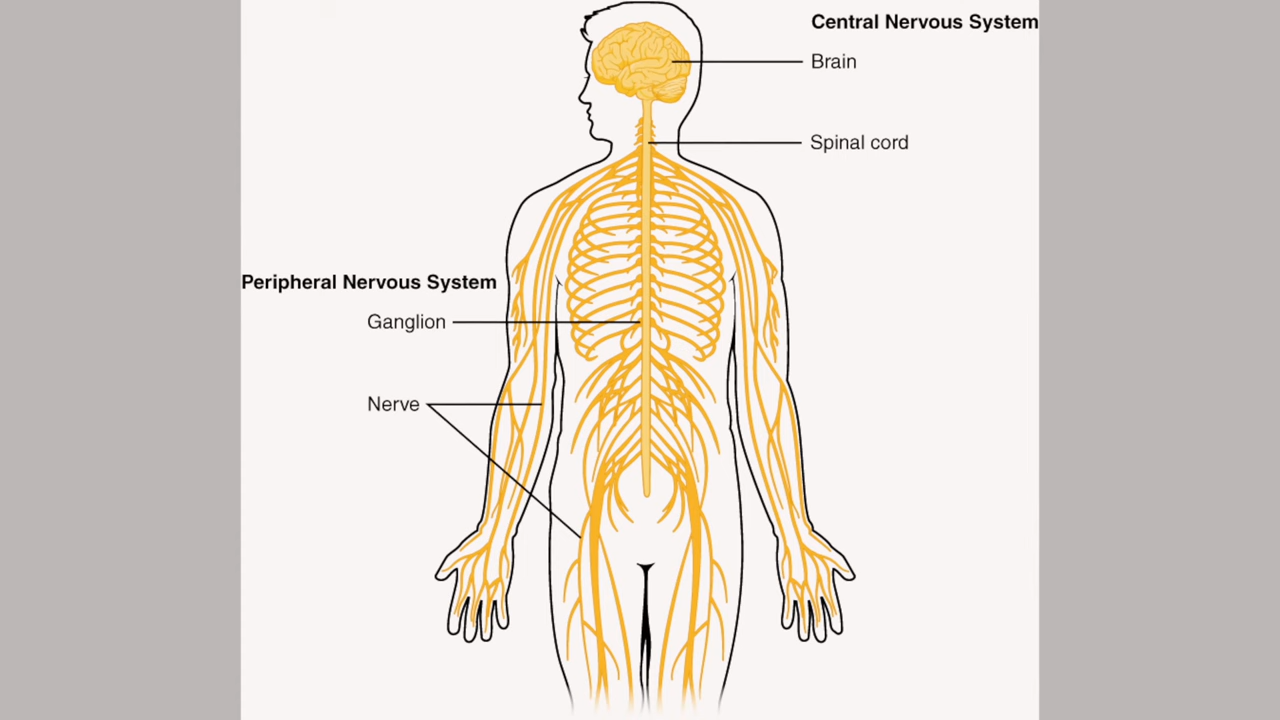 Central Nervous System
Brain
Spinal cord
Peripheral Nervous System
Ganglion
Nerve